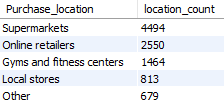 Purchase_location location_count
Supermarkets 4494
Online retailers 2550
Gyms and fitness centers 1464
Local stores 813
Other 679